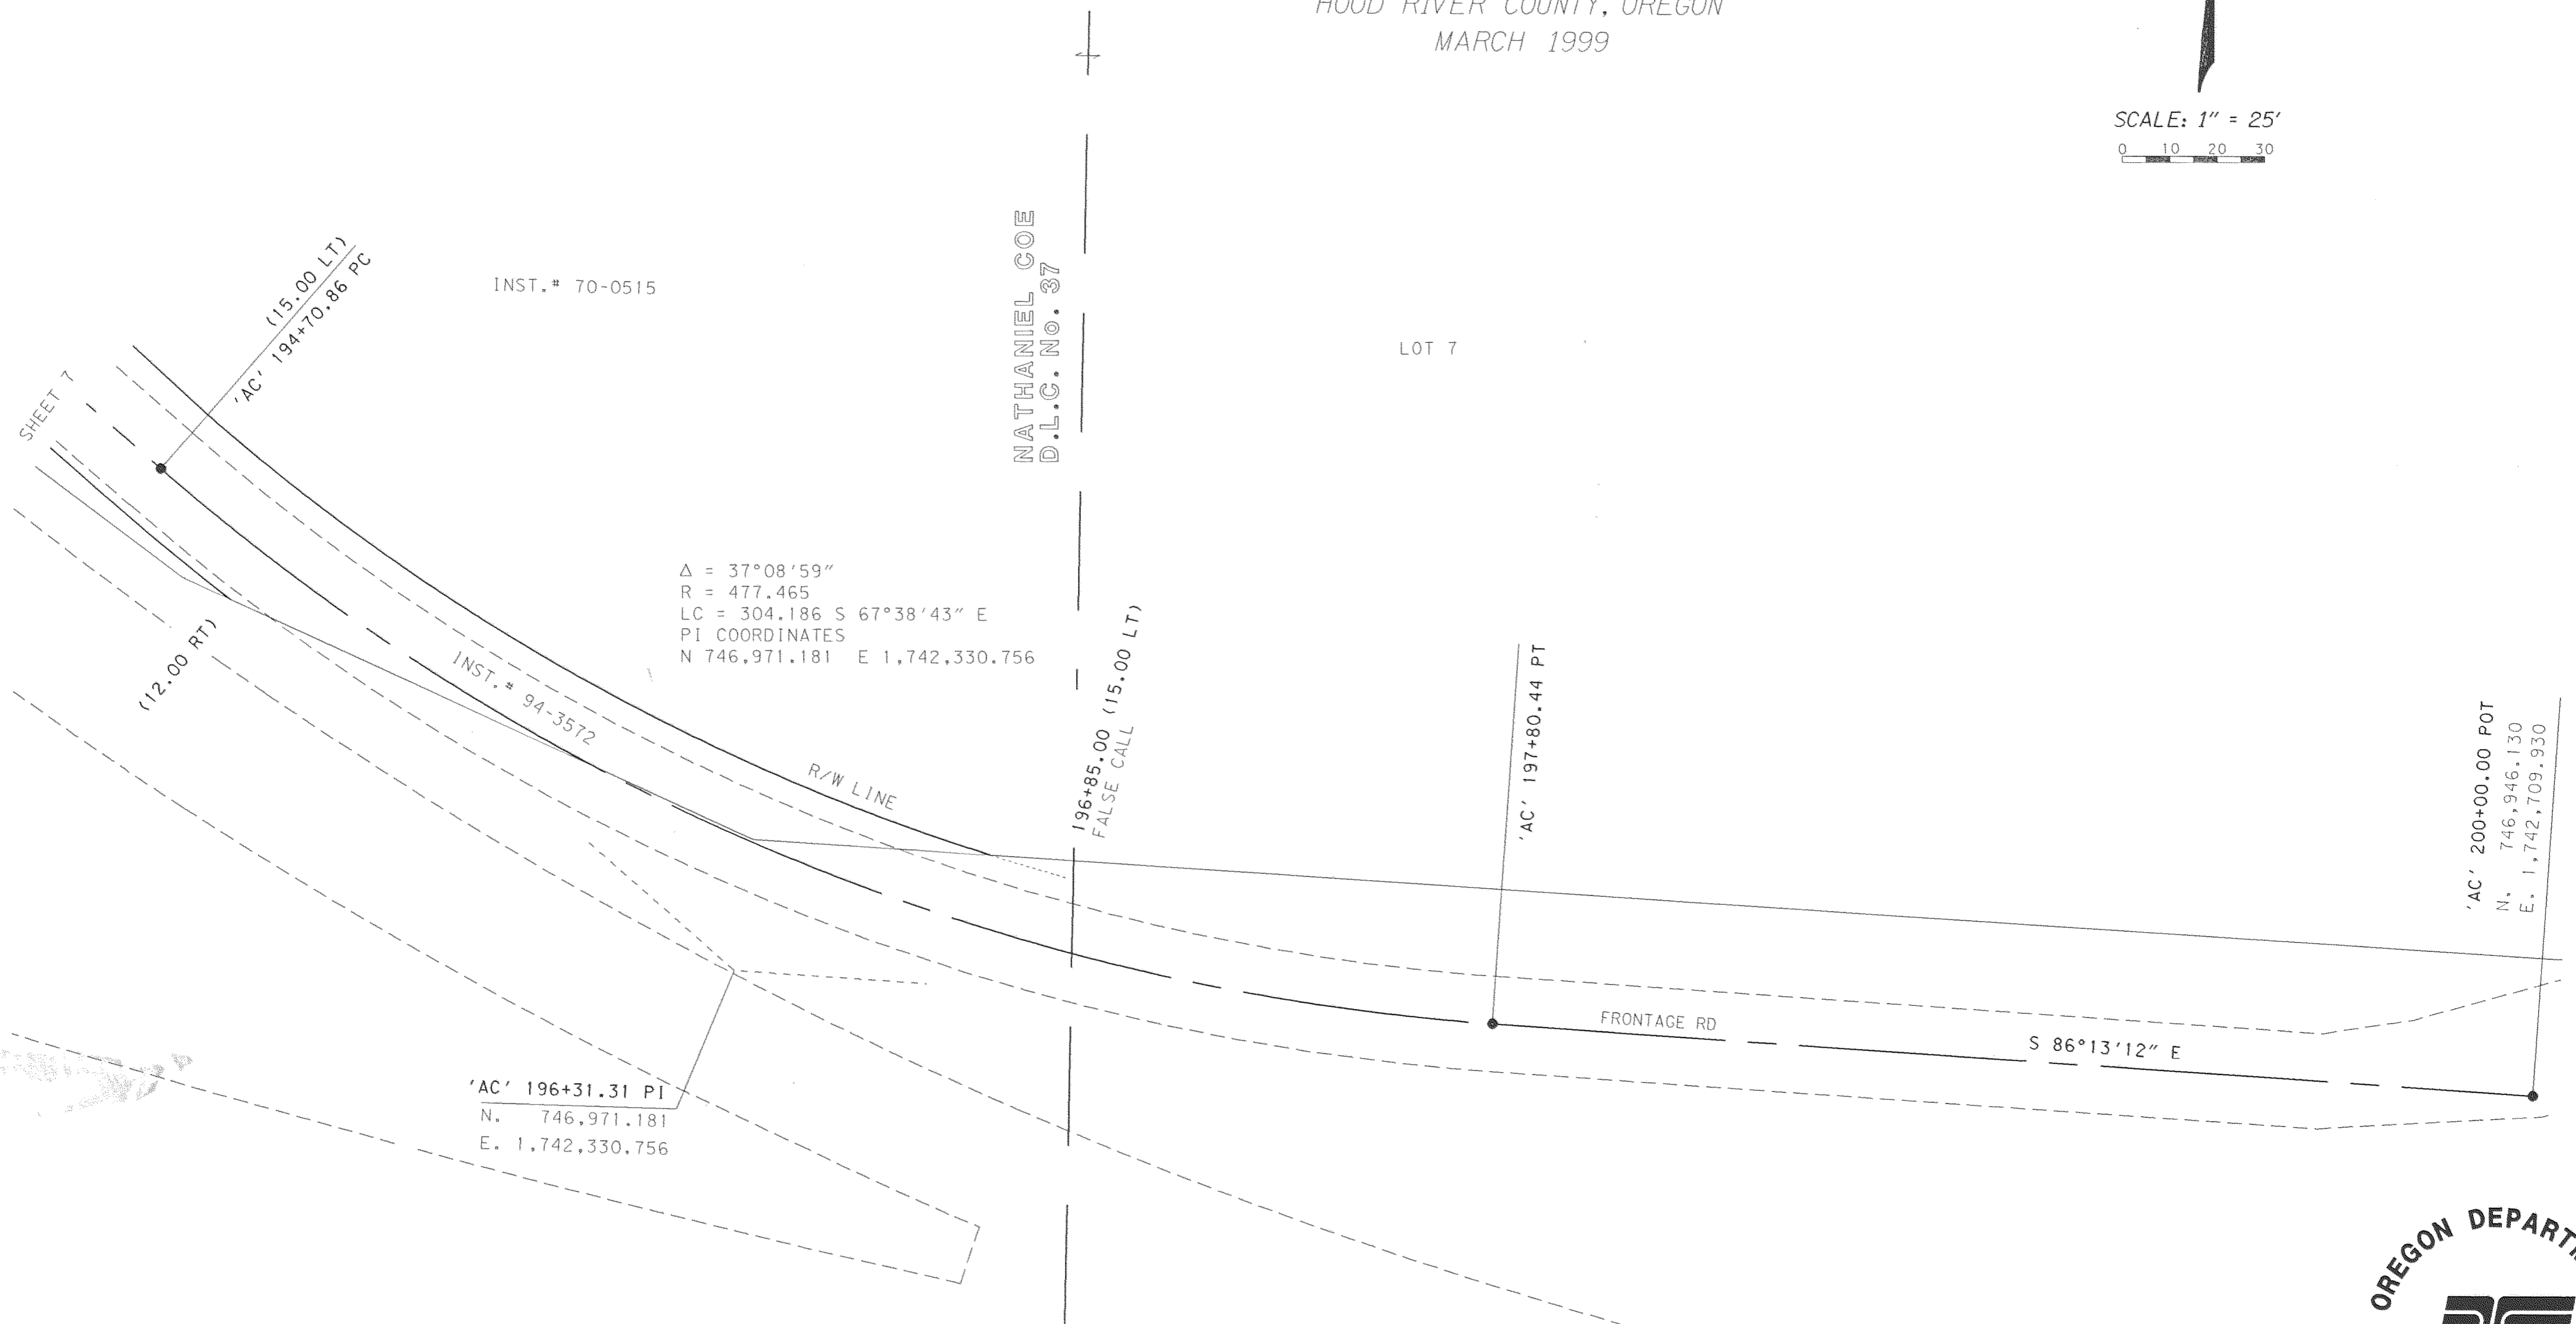 HOOD RIVER COUNTY, OREGON
MARCH 1999
SCALE: 1" = 25'
0 10 20 30
(15.00 LT)
'AC' 194+70.86 PC
INST.# 70-0515
NATHANIEL COE
D.L.C. No. 37
LOT 7
SHEET 7
Δ = 37°08'59"
R = 477.465
LC = 304.186 S 67°38'43" E
PI COORDINATES
N 746,971.181 E 1,742,330.756
(12.00 RT)
INST.# 94-3572
R/W LINE
196+85.00 (15.00 LT)
FALSE CALL
'AC' 197+80.44 PT
'AC' 200+00.00 POT
N. 746,946.130
E. 1,742,709.930
FRONTAGE RD
S 86°13'12" E
'AC' 196+31.31 PI
N. 746,971.181
E. 1,742,330.756
OREGON DEPART